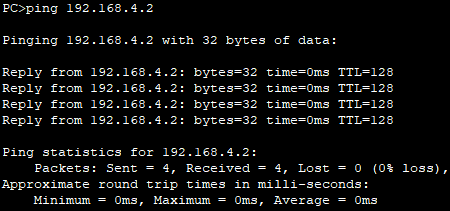 PC>ping 192.168.4.2
Pinging 192.168.4.2 with 32 bytes of data:
Reply from 192.168.4.2: bytes=32 time=0ms TTL=128
Reply from 192.168.4.2: bytes=32 time=0ms TTL=128
Reply from 192.168.4.2: bytes=32 time=0ms TTL=128
Reply from 192.168.4.2: bytes=32 time=0ms TTL=128
Ping statistics for 192.168.4.2:
Packets: Sent = 4, Received = 4, Lost = 0 (0% loss),
Approximate round trip times in milli-seconds:
Minimum = 0ms, Maximum = 0ms, Average = 0ms